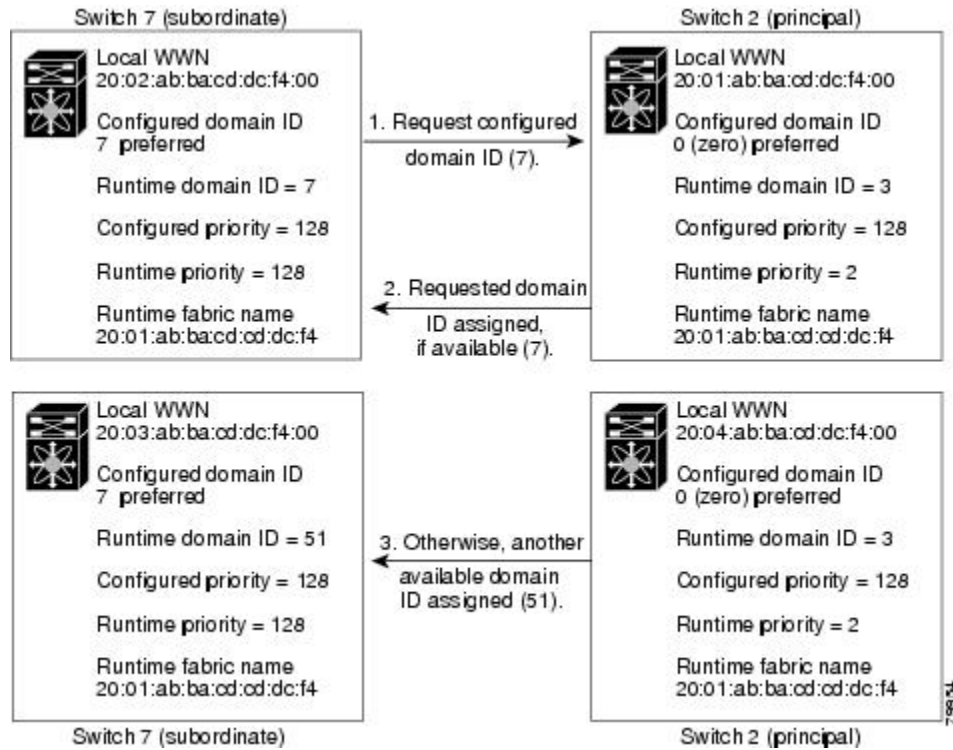 Switch 7 (subordinate)
Local WWN
20:02:ab:ba:cd:dc:f4:00
Configured domain ID
7 preferred
Runtime domain ID = 7
Configured priority = 128
Runtime priority = 128
Runtime fabric name
20:01:ab:ba:cd:cd:dc:f4
1. Request configured
domain ID (7).
2. Requested domain
ID assigned,
if available (7).
Switch 2 (principal)
Local WWN
20:01:ab:ba:cd:dc:f4:00
Configured domain ID
0 (zero) preferred
Runtime domain ID = 3
Configured priority = 128
Runtime priority = 2
Runtime fabric name
20:01:ab:ba:cd:cd:dc:f4
Local WWN
20:03:ab:ba:cd:dc:f4:00
Configured domain ID
7 preferred
Runtime domain ID = 51
Configured priority = 128
Runtime priority = 128
Runtime fabric name
20:01:ab:ba:cd:cd:dc:f4
Switch 7 (subordinate)
3. Otherwise, another
available domain
ID assigned (51).
Local WWN
20:04:ab:ba:cd:dc:f4:00
Configured domain ID
0 (zero) preferred
Runtime domain ID = 3
Configured priority = 128
Runtime priority = 2
Runtime fabric name
20:01:ab:ba:cd:cd:dc:f4
Switch 2 (principal)